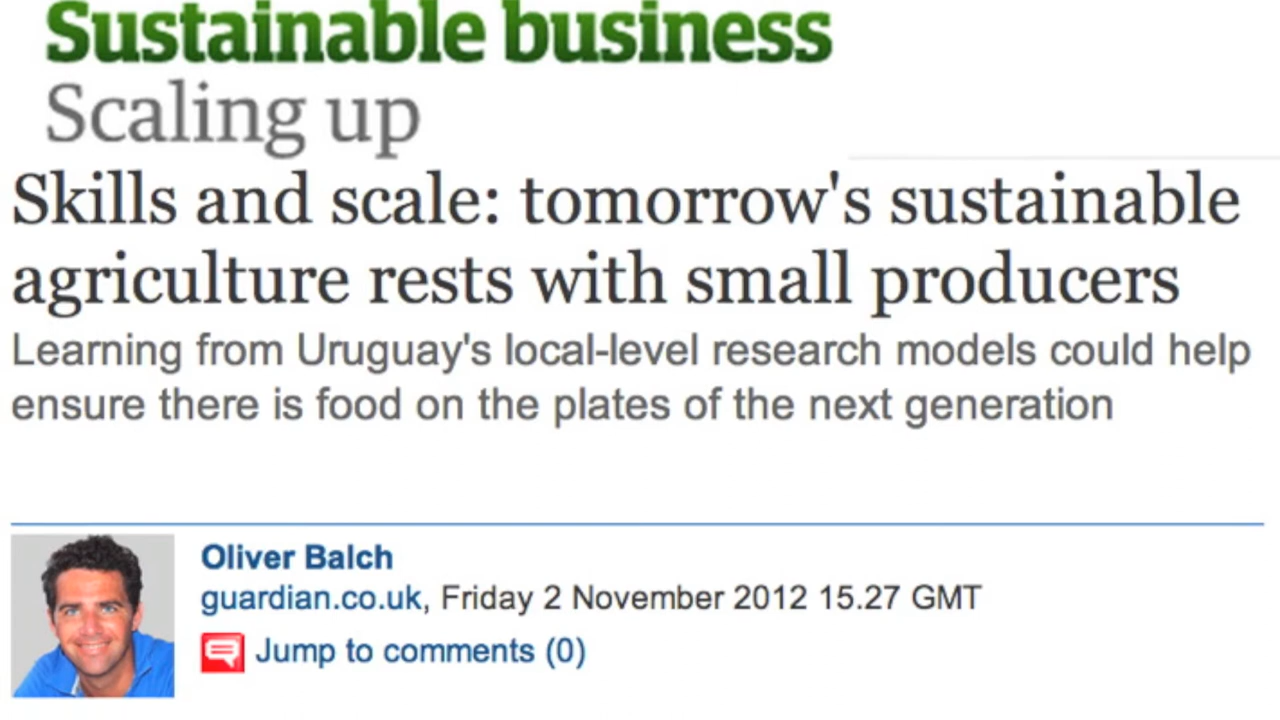 Sustainable business
Scaling up
Skills and scale: tomorrow's sustainable
agriculture rests with small producers
Learning from Uruguay's local-level research models could help
ensure there is food on the plates of the next generation
Oliver Balch
guardian.co.uk, Friday 2 November 2012 15.27 GMT
Jump to comments (0)